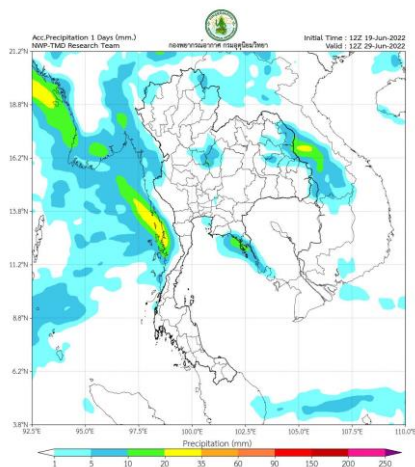 Acc.Precipitation 1 Days (mm.)
NWP-TMD Research Team
กองพยากรณ์อากาศ กรมอุตุนิยมวิทยา
Initial Time : 12Z 19-Jun-2022
Valid : 12Z 29-Jun-2022
21.2°N
18.8°N
16.2°N
13.8°N
11.2°N
8.8°N
6.2°N
3.8°N
92.5°E 95.0°E 97.5°E 100.0°E 102.5°E 105.0°E 107.5°E 110.0°E
Precipitation (mm)
1 5 10 20 35 60 90 150 200 250